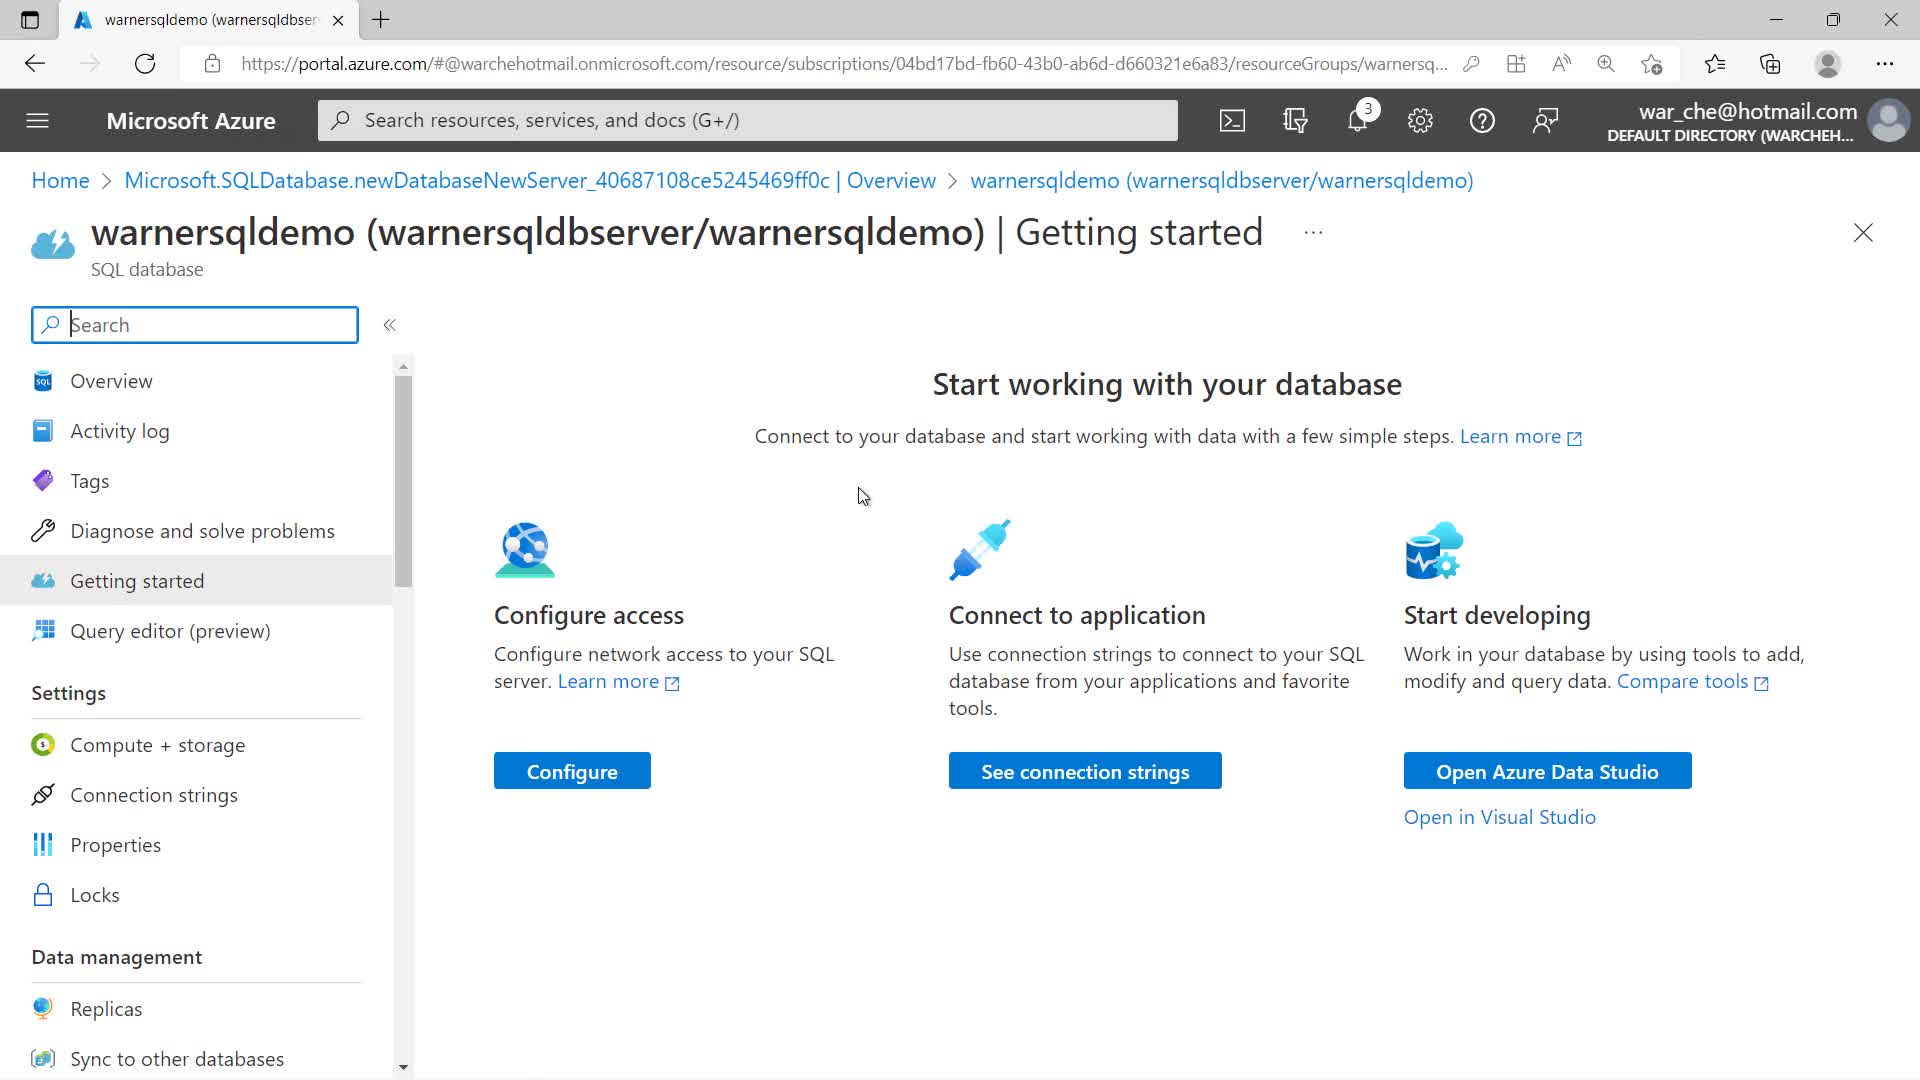 warnersqldemo (warnersqldbser
https://portal.azure.com/#@warchehotmail.onmicrosoft.com/resource/subscriptions/04bd17bd-fb60-43b0-ab6d-d660321e6a83/resourceGroups/warnersq...
Microsoft Azure
Search resources, services, and docs (G+/)
3
war_che@hotmail.com
DEFAULT DIRECTORY (WARCHEH...
Home > Microsoft.SQLDatabase.newDatabaseNewServer_40687108ce5245469ff0c | Overview > warnersqldemo (warnersqldbserver/warnersqldemo)
warnersqldemo (warnersqldbserver/warnersqldemo) | Getting started ...
SQL database
Search
Overview
Activity log
Tags
Diagnose and solve problems
Getting started
Query editor (preview)
Settings
Compute + storage
Connection strings
Properties
Locks
Data management
Replicas
Sync to other databases
Start working with your database
Connect to your database and start working with data with a few simple steps. Learn more
Configure access
Configure network access to your SQL
server. Learn more
Configure
Connect to application
Use connection strings to connect to your SQL
database from your applications and favorite
tools.
See connection strings
Start developing
Work in your database by using tools to add,
modify and query data. Compare tools
Open Azure Data Studio
Open in Visual Studio